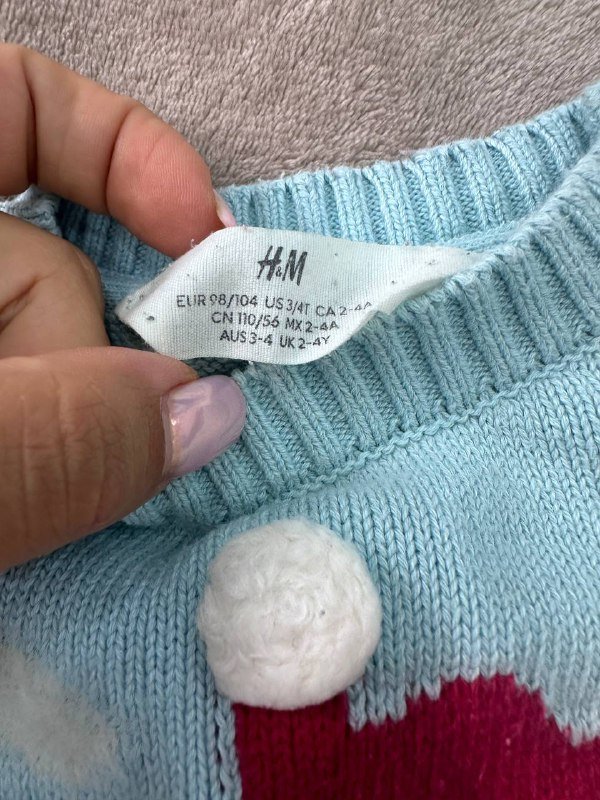 H&M
EUR 98/104 US 3/4T CA 2-4A
CN 110/56 MX 2-4A
AUS 3-4 UK 2-4Y